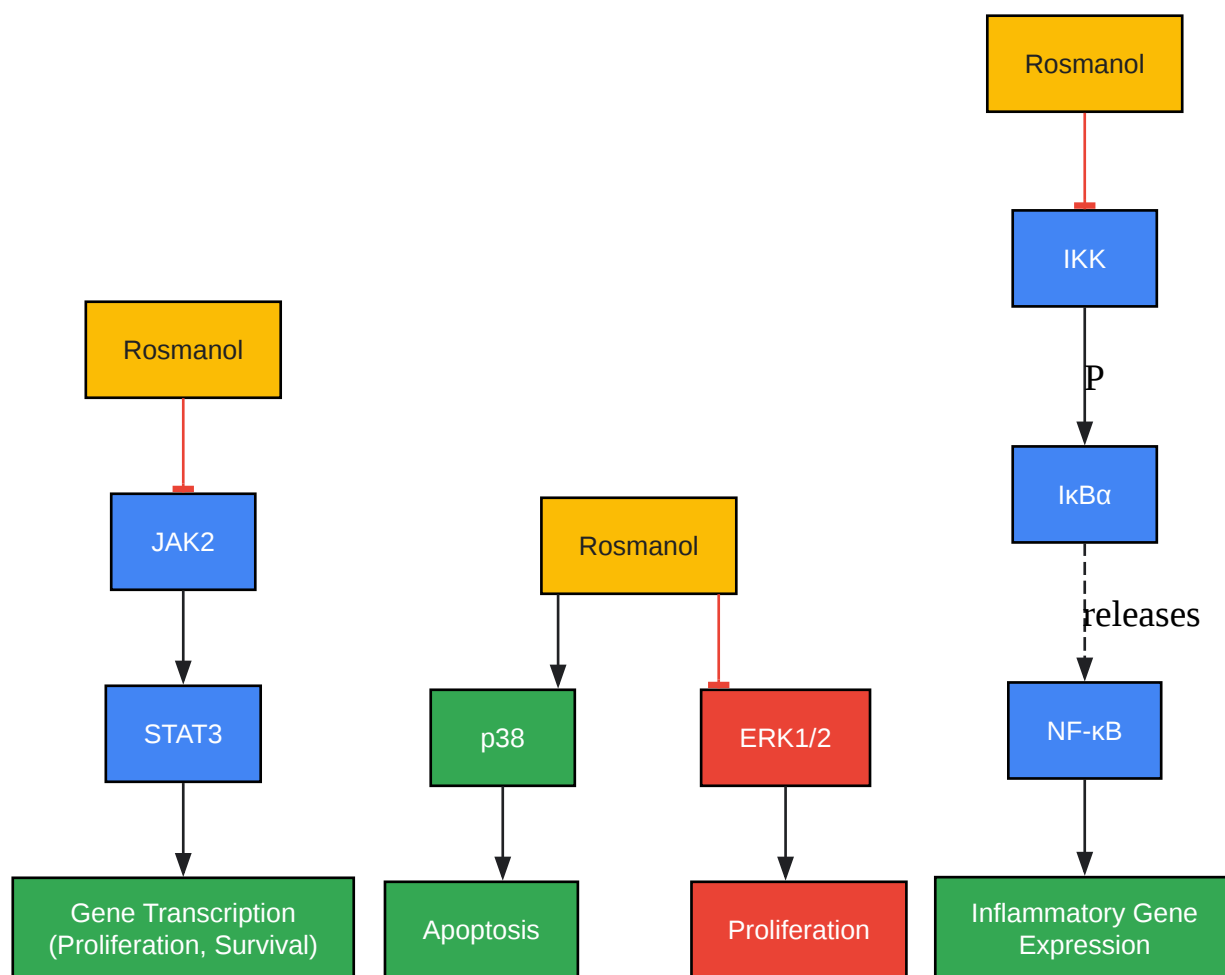 Rosmanol
JAK2
STAT3
Gene Transcription
(Proliferation, Survival)
Rosmanol
p38
ERK1/2
Apoptosis
Proliferation
Rosmanol
IKK
P
IκBα
releases
NF-κB
Inflammatory Gene
Expression